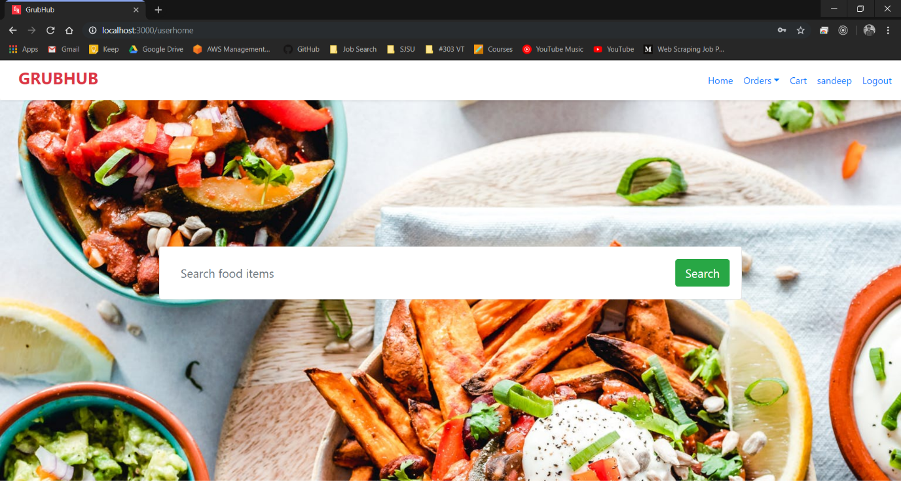 GrubHub
localhost:3000/userhome
Apps Gmail Keep Google Drive AWS Management... GitHub Job Search SJSU #303 VT Courses YouTube Music YouTube Web Scraping Job P...
GRUBHUB
Home Orders Cart sandeep Logout
Search food items
Search